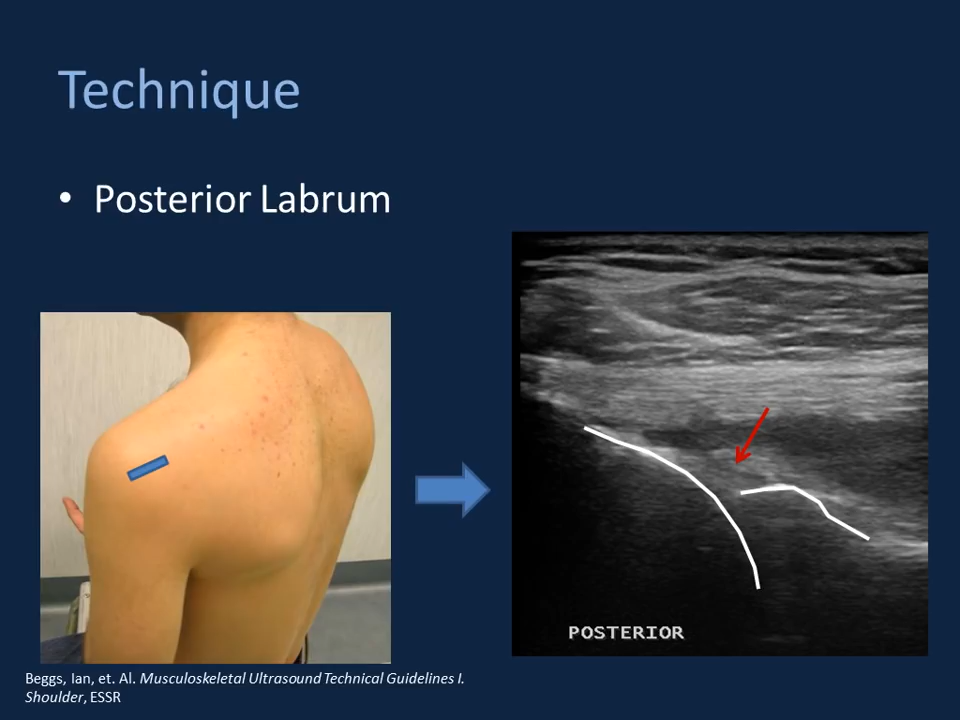 Technique
• Posterior Labrum
POSTERIOR
Beggs, Ian, et. Al. Musculoskeletal Ultrasound Technical Guidelines I.
Shoulder, ESSR